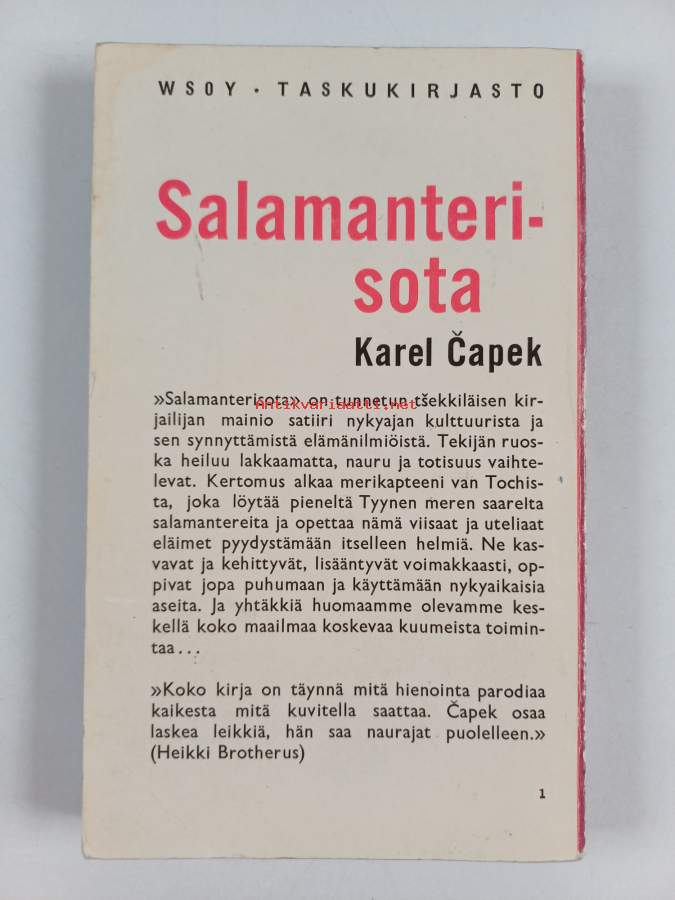 WSOY · TASKUKIRJASTO
Salamanteri-
sota
Karel Čapek
»Salamanterisota» on tunnetun tšekkiläisen kir-
Antikvariaatti.net
jailijan mainio satiiri nykyajan kulttuurista ja
sen synnyttämistä elämänilmiöistä. Tekijän ruos-
ka heiluu lakkaamatta, nauru ja totisuus vaihte-
levat. Kertomus alkaa merikapteeni van Tochis-
ta, joka löytää pieneltä Tyynen meren saarelta
salamantereita ja opettaa nämä viisaat ja uteliaat
eläimet pyydystämään itselleen helmiä. Ne kas-
vavat ja kehittyvät, lisääntyvät voimakkaasti, op-
pivat jopa puhumaan ja käyttämään nykyaikaisia
aseita. Ja yhtäkkiä huomaamme olevamme kes-
kellä koko maailmaa koskevaa kuumeista toimin-
taa...
»Koko kirja on täynnä mitä hienointa parodiaa
kaikesta mitä kuvitella saattaa. Čapek osaa
laskea leikkiä, hän saa naurajat puolelleen.»
(Heikki Brotherus)
1